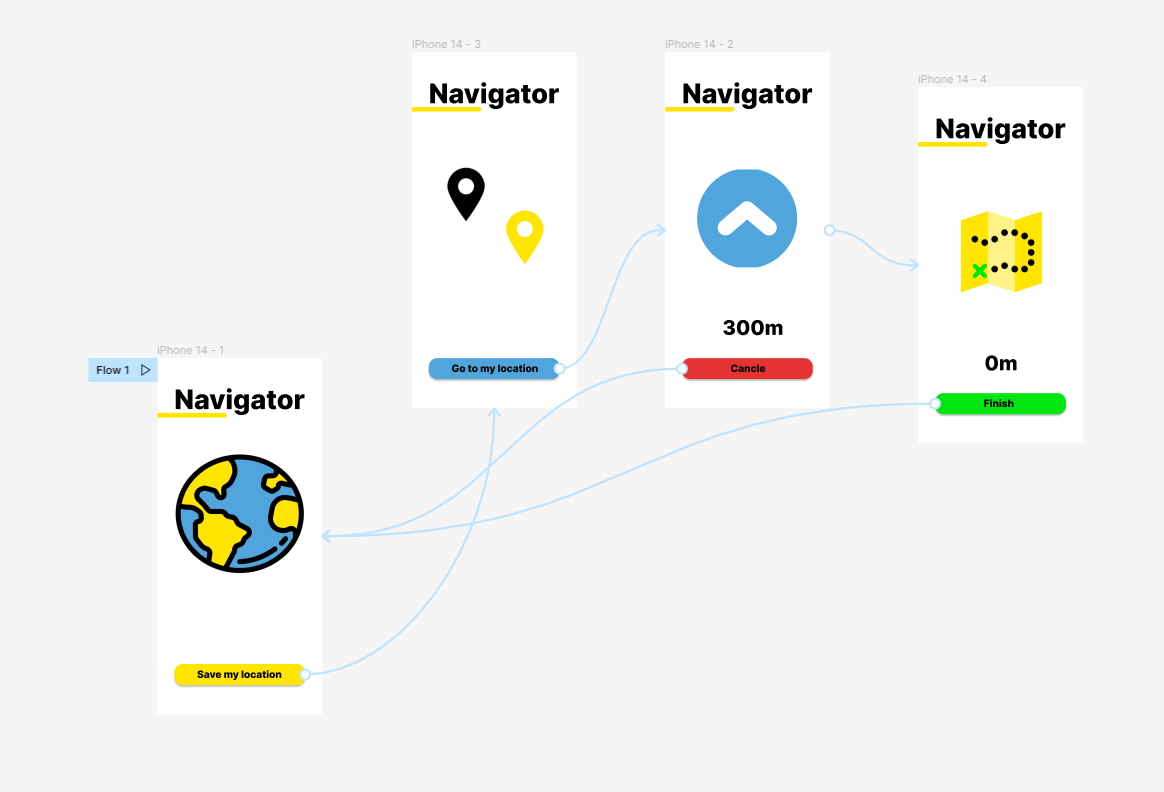 iPhone 14 - 3
Navigator
Go to my location
iPhone 14 - 2
Navigator
300m
Cancle
iPhone 14 - 4
Navigator
0m
Finish
Flow 1
iPhone 14 - 1
Navigator
Save my location